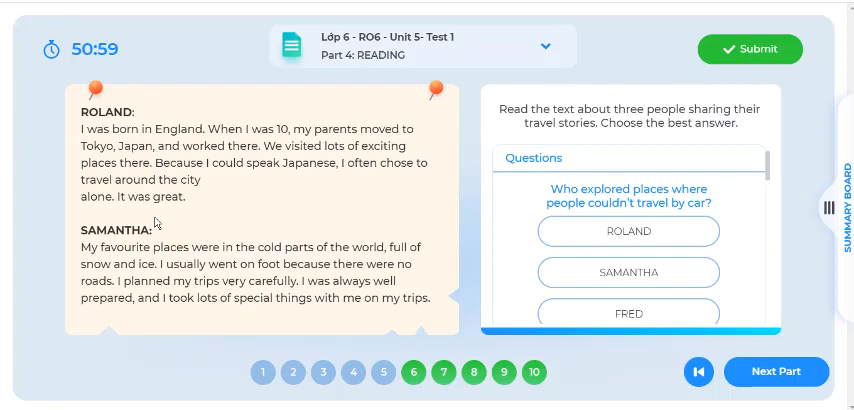 50:59
Lớp 6 - RO6 - Unit 5- Test 1
Part 4: READING
Submit
ROLAND:
I was born in England. When I was 10, my parents moved to
Tokyo, Japan, and worked there. We visited lots of exciting
places there. Because I could speak Japanese, I often chose to
travel around the city
alone. It was great.
SAMANTHA:
My favourite places were in the cold parts of the world, full of
snow and ice. I usually went on foot because there were no
roads. I planned my trips very carefully. I was always well
prepared, and I took lots of special things with me on my trips.
Read the text about three people sharing their
travel stories. Choose the best answer.
Questions
Who explored places where
people couldn't travel by car?
ROLAND
SAMANTHA
FRED
SUMMARY BOARD
1 2 3 4 5 6 7 8 9 10
Next Part